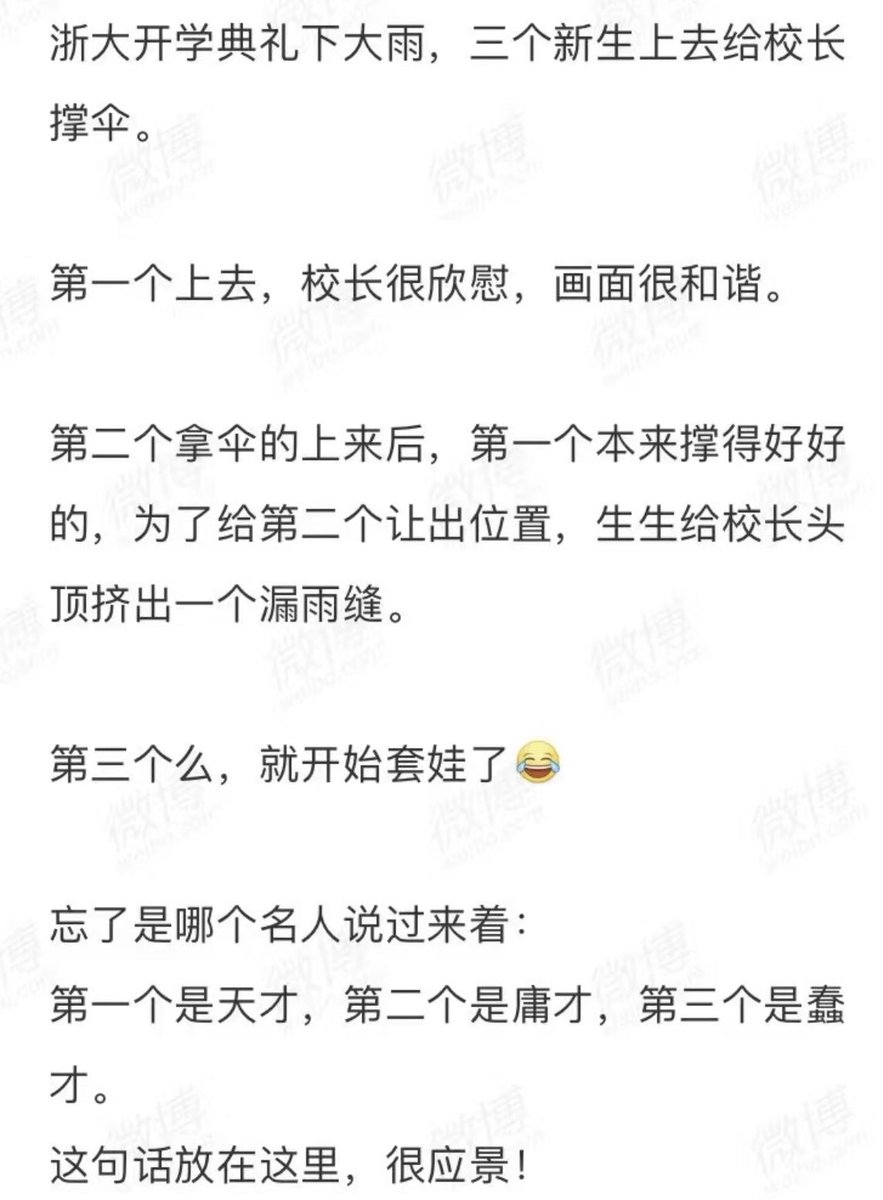 浙大开学典礼下大雨，三个新生上去给校长
撑伞。
第一个上去，校长很欣慰，画面很和谐。
第二个拿伞的上来后，第一个本来撑得好好
的，为了给第二个让出位置，生生给校长头
顶挤出一个漏雨缝。
第三个么，就开始套娃了😂
忘了是哪个名人说过来着：
第一个是天才，第二个是庸才，第三个是蠢
才。
这句话放在这里，很应景！